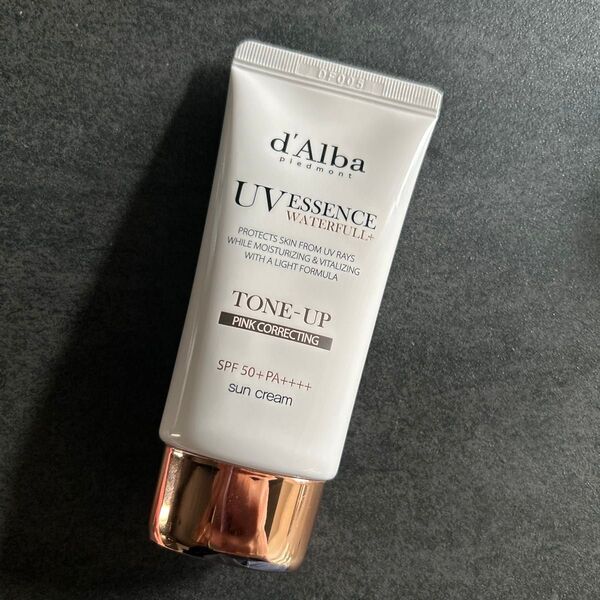 DF005
d'Alba
piedmont
UV ESSENCE
WATERFULL+
PROTECTS SKIN FROM UV RAYS
WHILE MOISTURIZING & VITALIZING
WITH A LIGHT FORMULA
TONE-UP
PINK CORRECTING
SPF 50+PA++++
sun cream